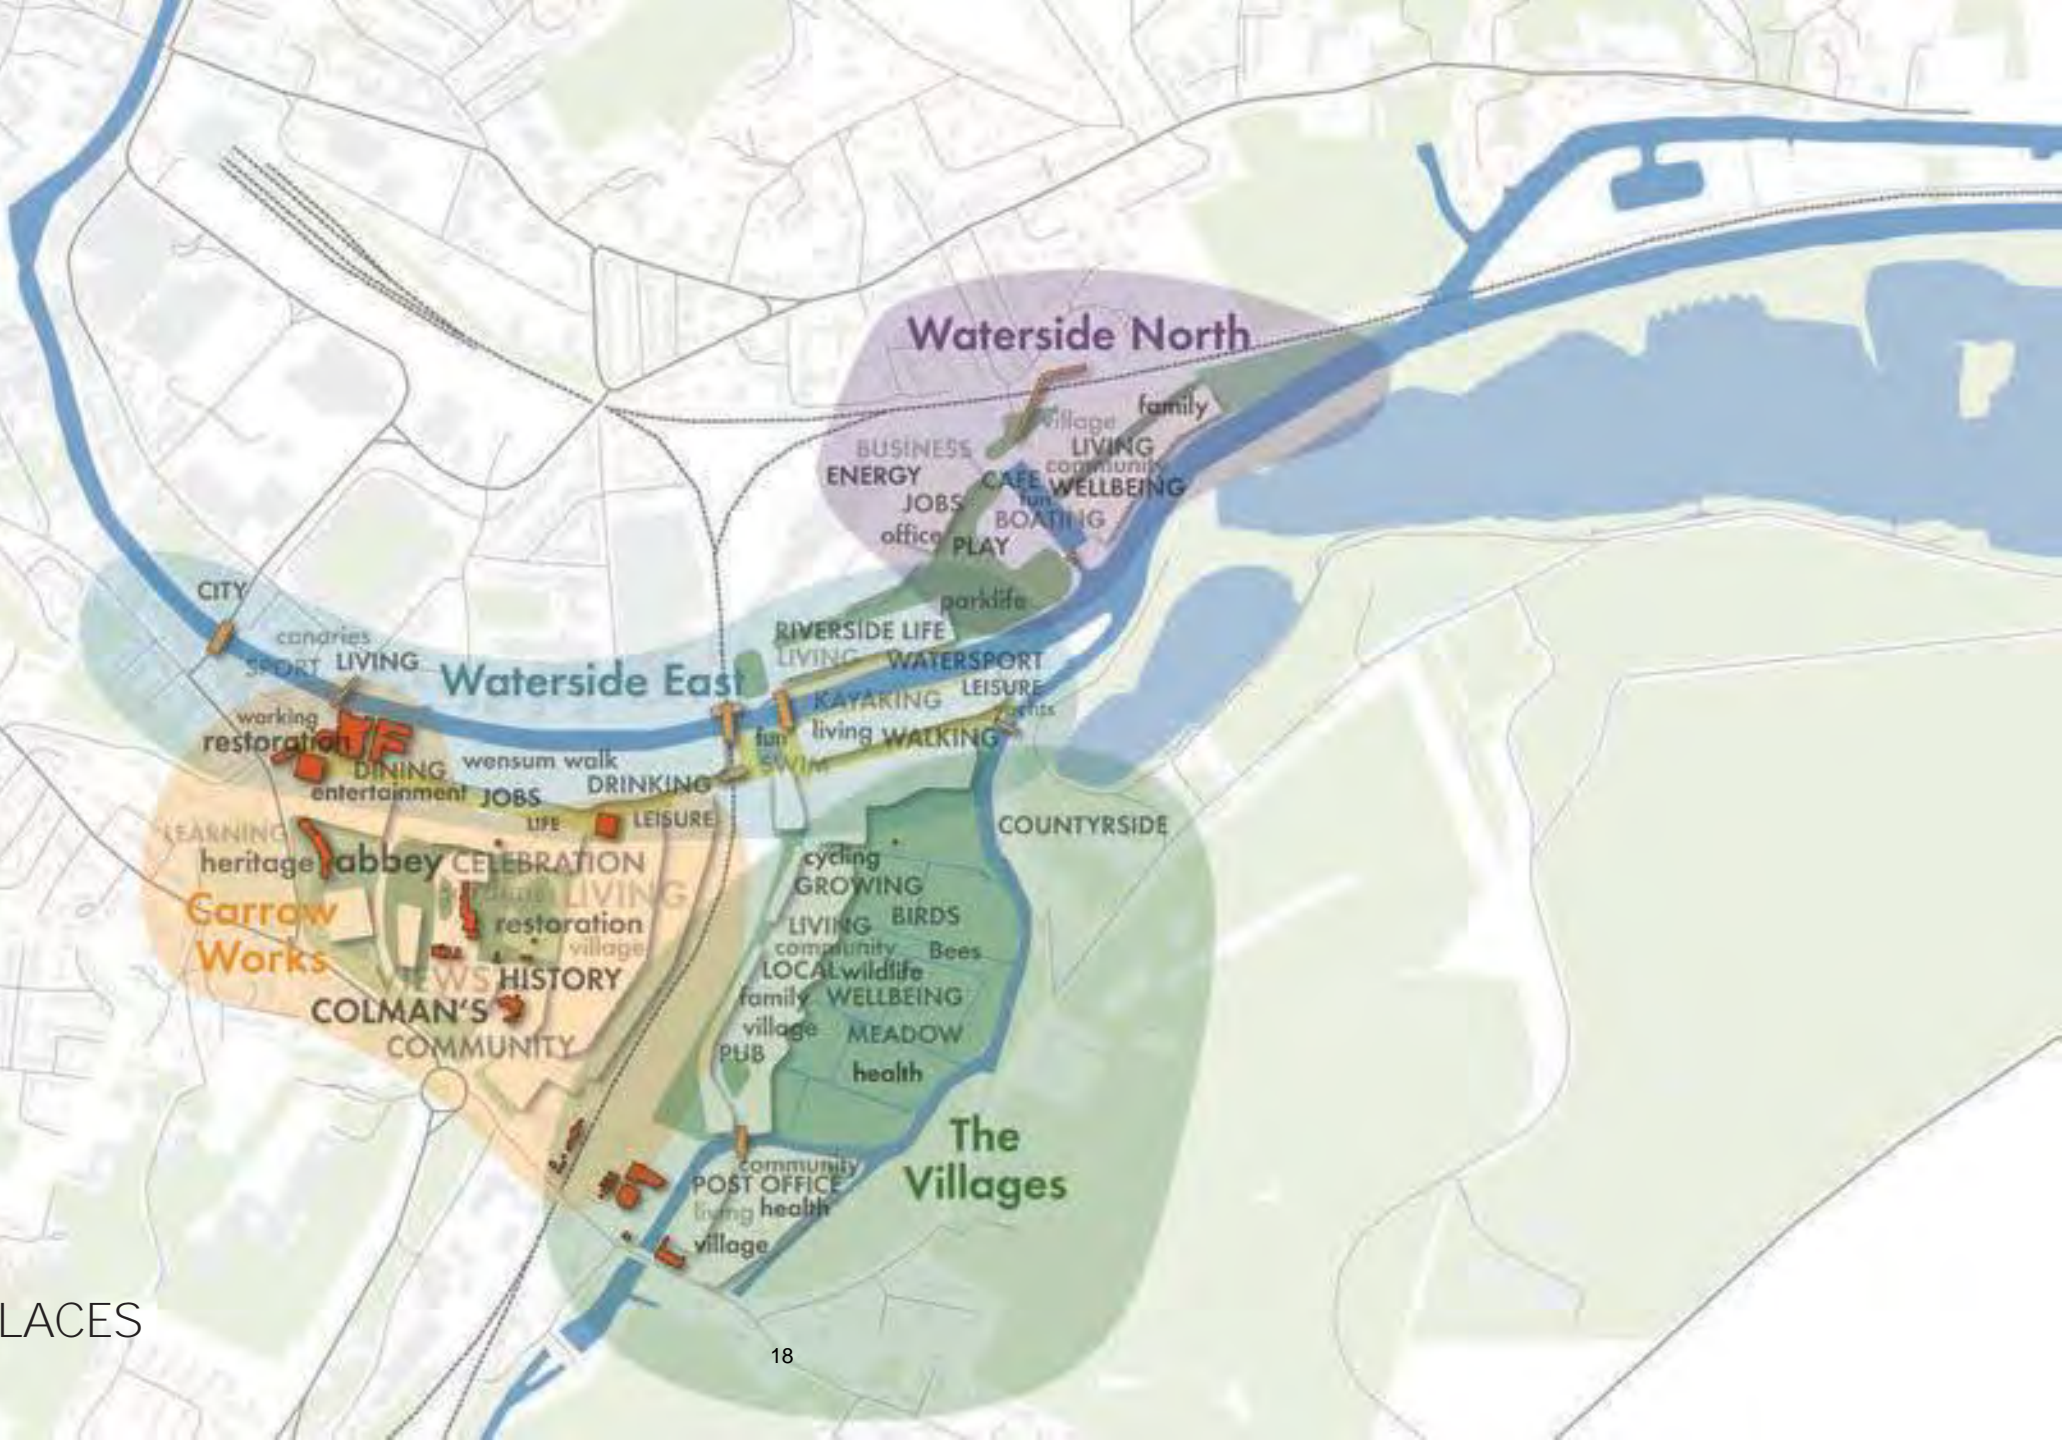 Waterside North
family
village
BUSINESS
LIVING
community
ENERGY
CAFE
WELLBEING
fun
JOBS
BOATING
office
PLAY
CITY
parklife
RIVERSIDE LIFE
canaries
SPORT
LIVING
LIVING
WATERSPORT
Waterside East
LEISURE
KAYAKING
yachts
working
living
WALKING
restoration
fun
wensum walk
SWIM
DINING
DRINKING
entertainment
JOBS
LIFE
LEISURE
COUNTYRSIDE
LEARNING
heritage
abbey
CELEBRATION
cycling
GROWING
LIVING
Carrow
Works
restoration
LIVING
BIRDS
village
community
Bees
VIEWS
HISTORY
LOCAL
wildlife
COLMAN'S
family
WELLBEING
village
MEADOW
COMMUNITY
PUB
health
The
Villages
community
POST OFFICE
living
health
village
LACES
18